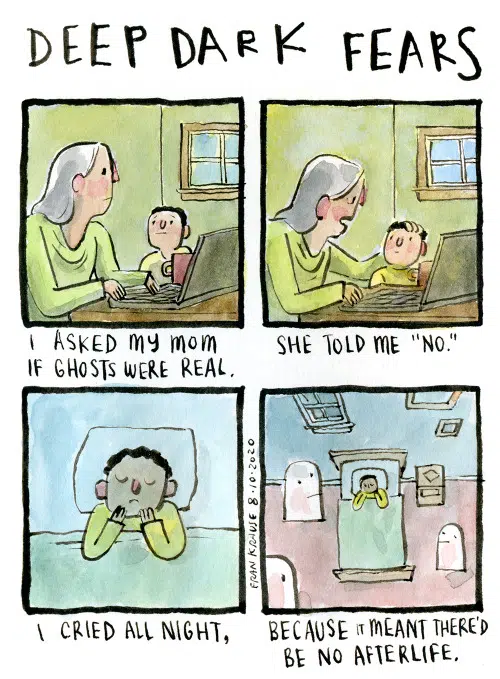 DEEP DARK FEARS
I ASKED MY MOM
IF GHOSTS WERE REAL.
SHE TOLD ME "NO."
I CRIED ALL NIGHT,
FRAN KRAUSE 8·10·2020
BECAUSE IT MEANT THERE'D
BE NO AFTERLIFE.